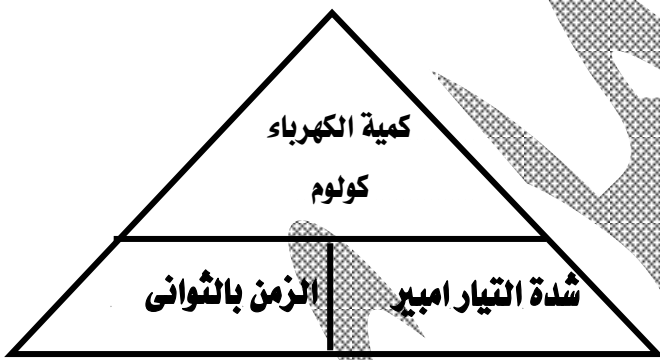 كمية الكهرباء
كولوم
شدة التيار امبير
الزمن بالثوانى